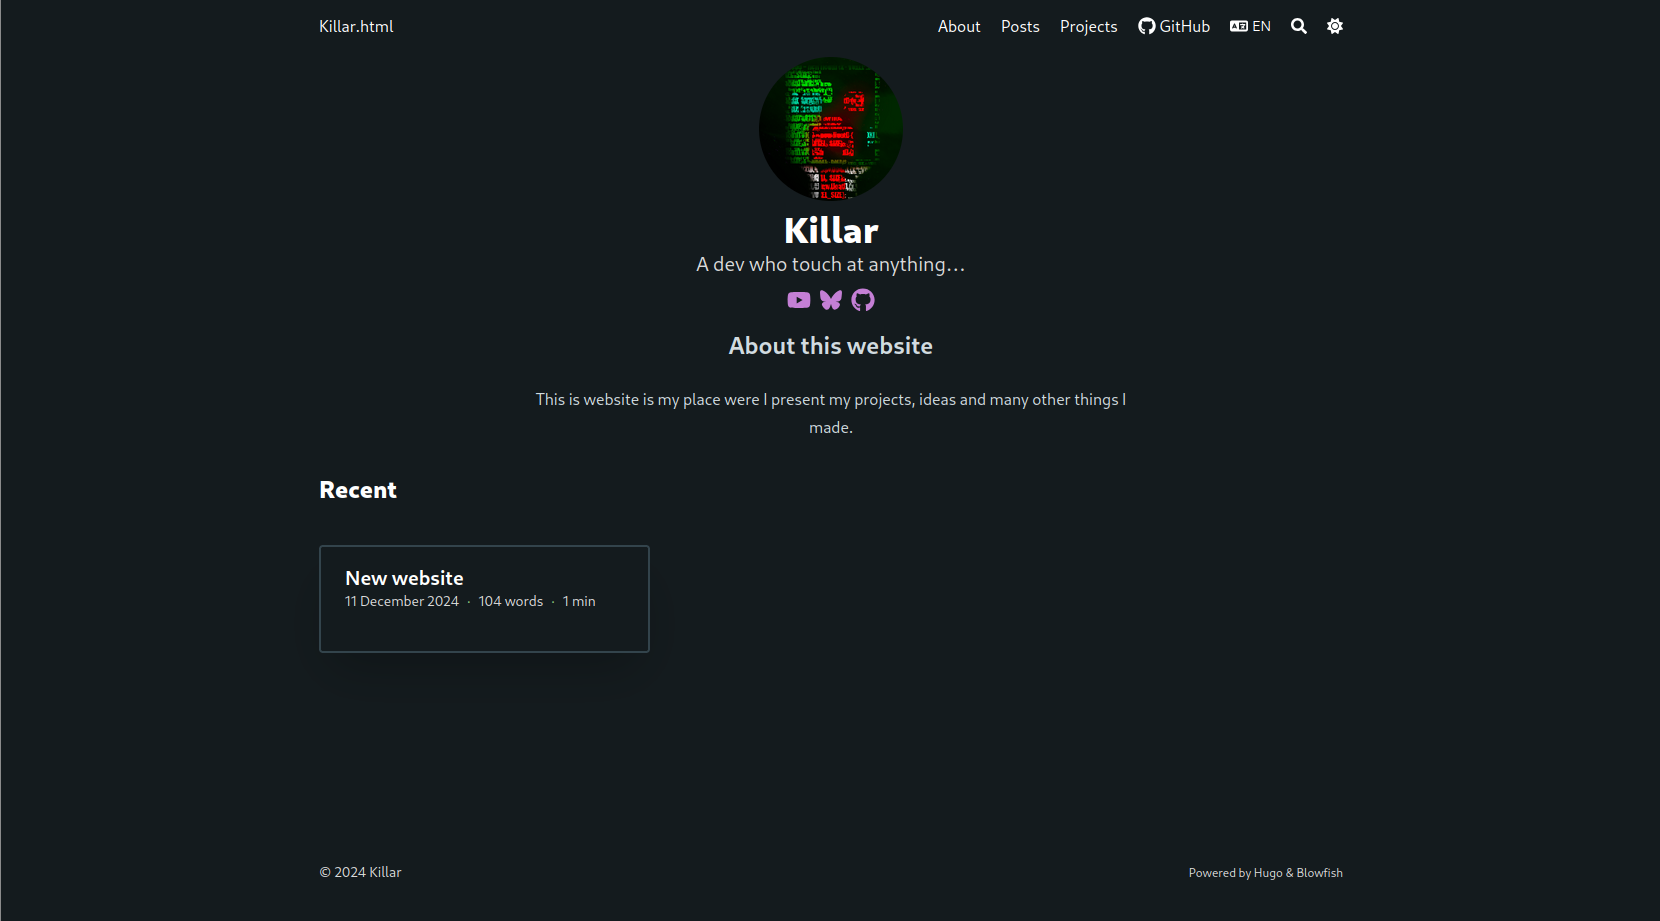 Killar.html
About Posts Projects GitHub EN
Killar
A dev who touch at anything...
About this website
This is website is my place were I present my projects, ideas and many other things I
made.
Recent
New website
11 December 2024 · 104 words · 1 min
© 2024 Killar
Powered by Hugo & Blowfish